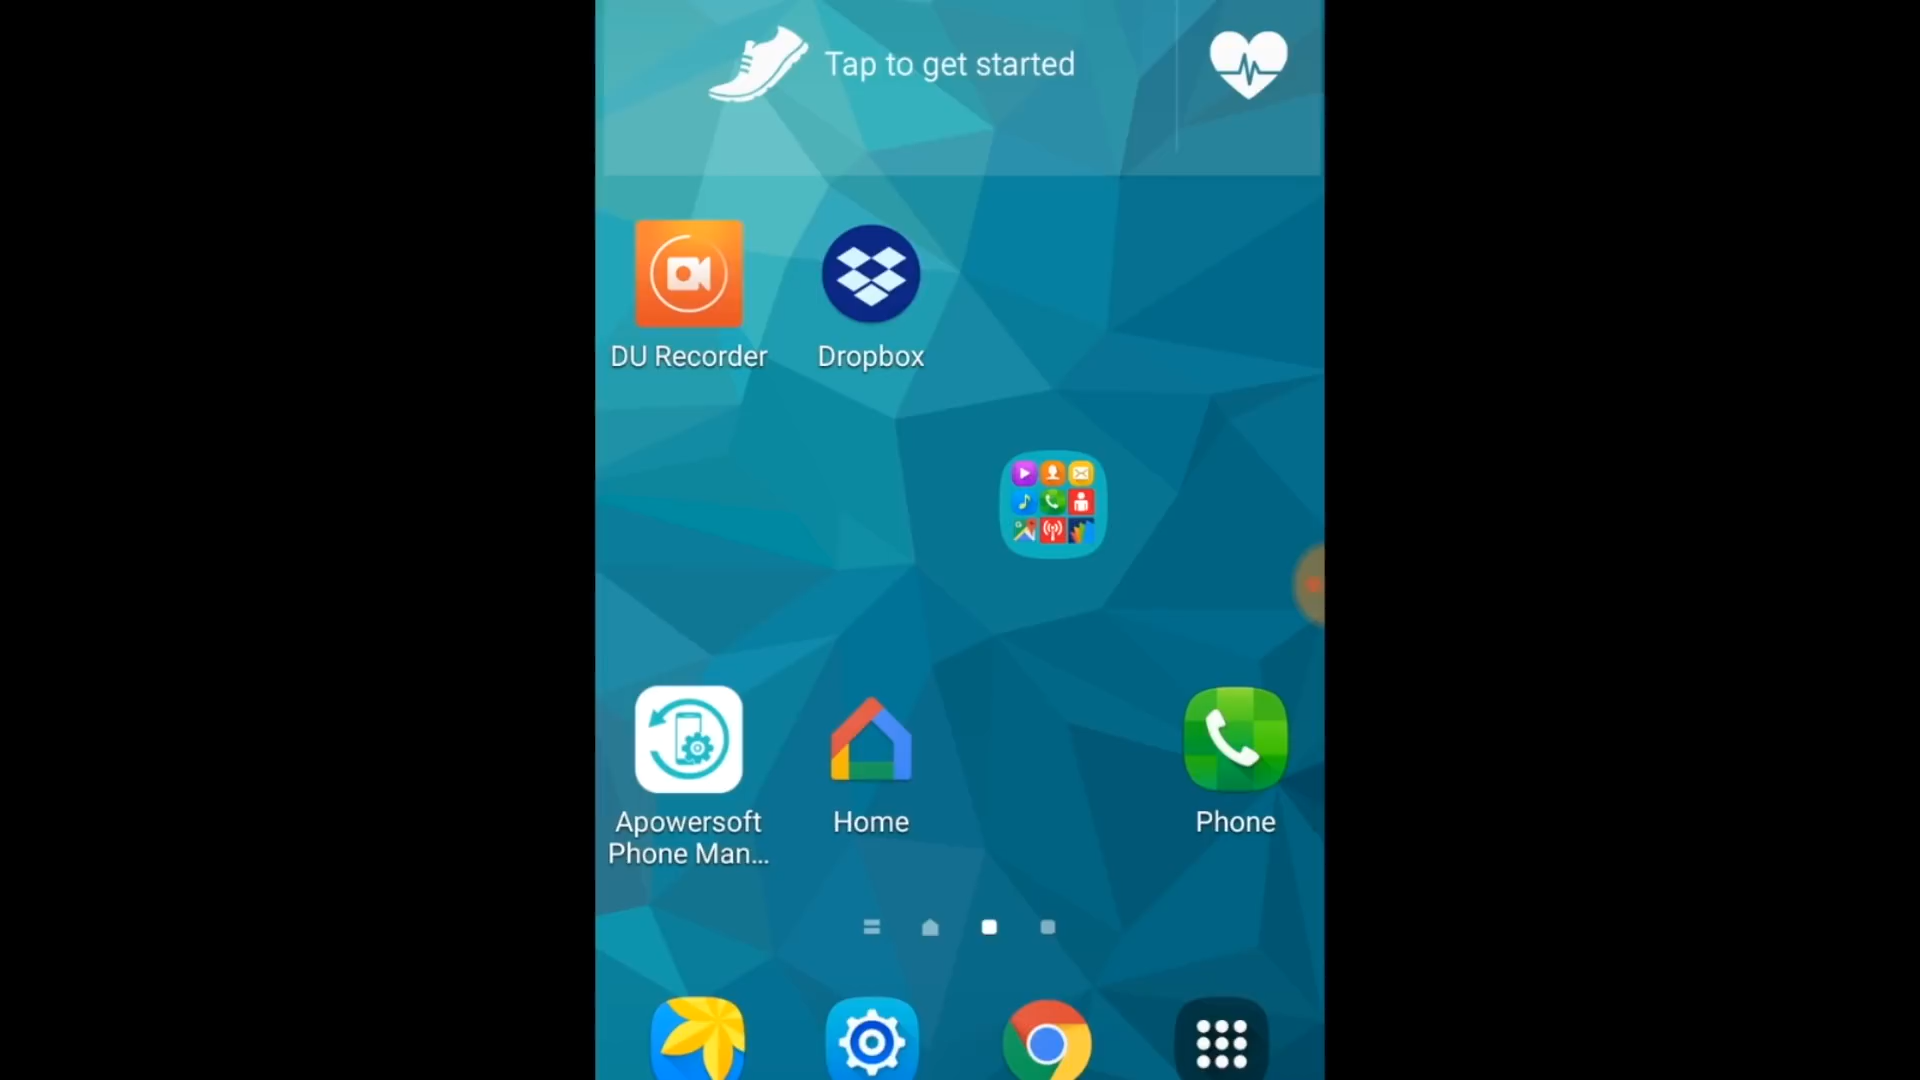 Tap to get started
DU Recorder
Dropbox
Apowersoft
Phone Man...
Home
Phone